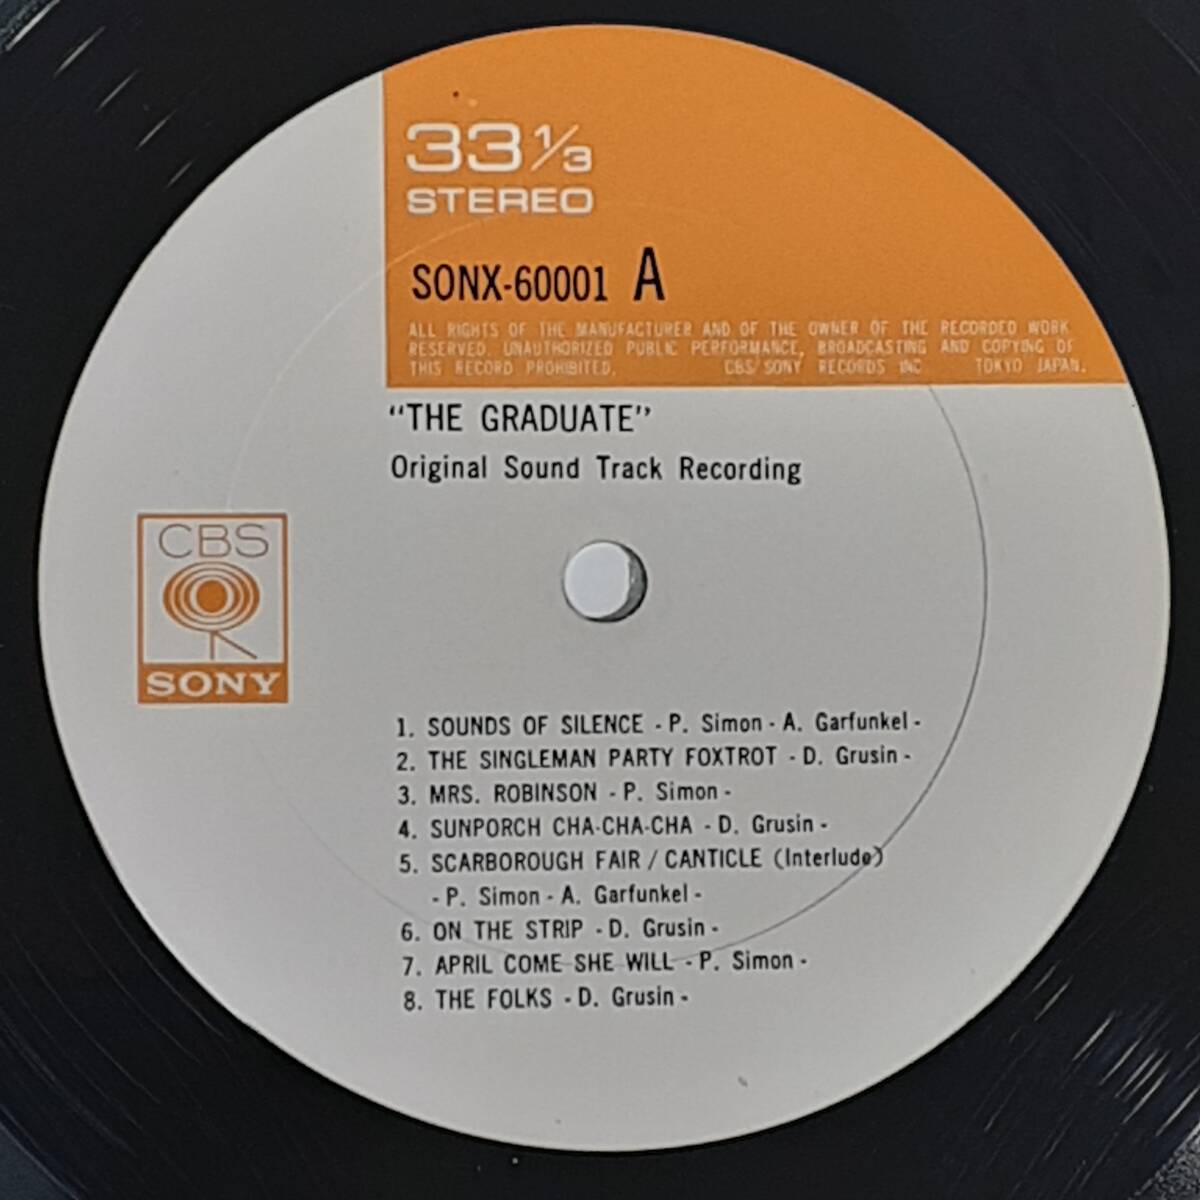 33 1/3
STEREO
SONX-60001 A
ALL RIGHTS OF THE MANUFACTURER AND OF THE OWNER OF THE RECORDED WORK
RESERVED. UNAUTHORIZED PUBLIC PERFORMANCE, BROADCASTING AND COPYING OF
THIS RECORD PROHIBITED. CBS/SONY RECORDS INC. TOKYO JAPAN.
"THE GRADUATE"
Original Sound Track Recording
CBS
SONY
1. SOUNDS OF SILENCE - P. Simon - A. Garfunkel -
2. THE SINGLEMAN PARTY FOXTROT - D. Grusin -
3. MRS. ROBINSON - P. Simon -
4. SUNPORCH CHA-CHA-CHA - D. Grusin -
5. SCARBOROUGH FAIR / CANTICLE (Interlude)
- P. Simon - A. Garfunkel -
6. ON THE STRIP - D. Grusin -
7. APRIL COME SHE WILL - P. Simon -
8. THE FOLKS - D. Grusin -